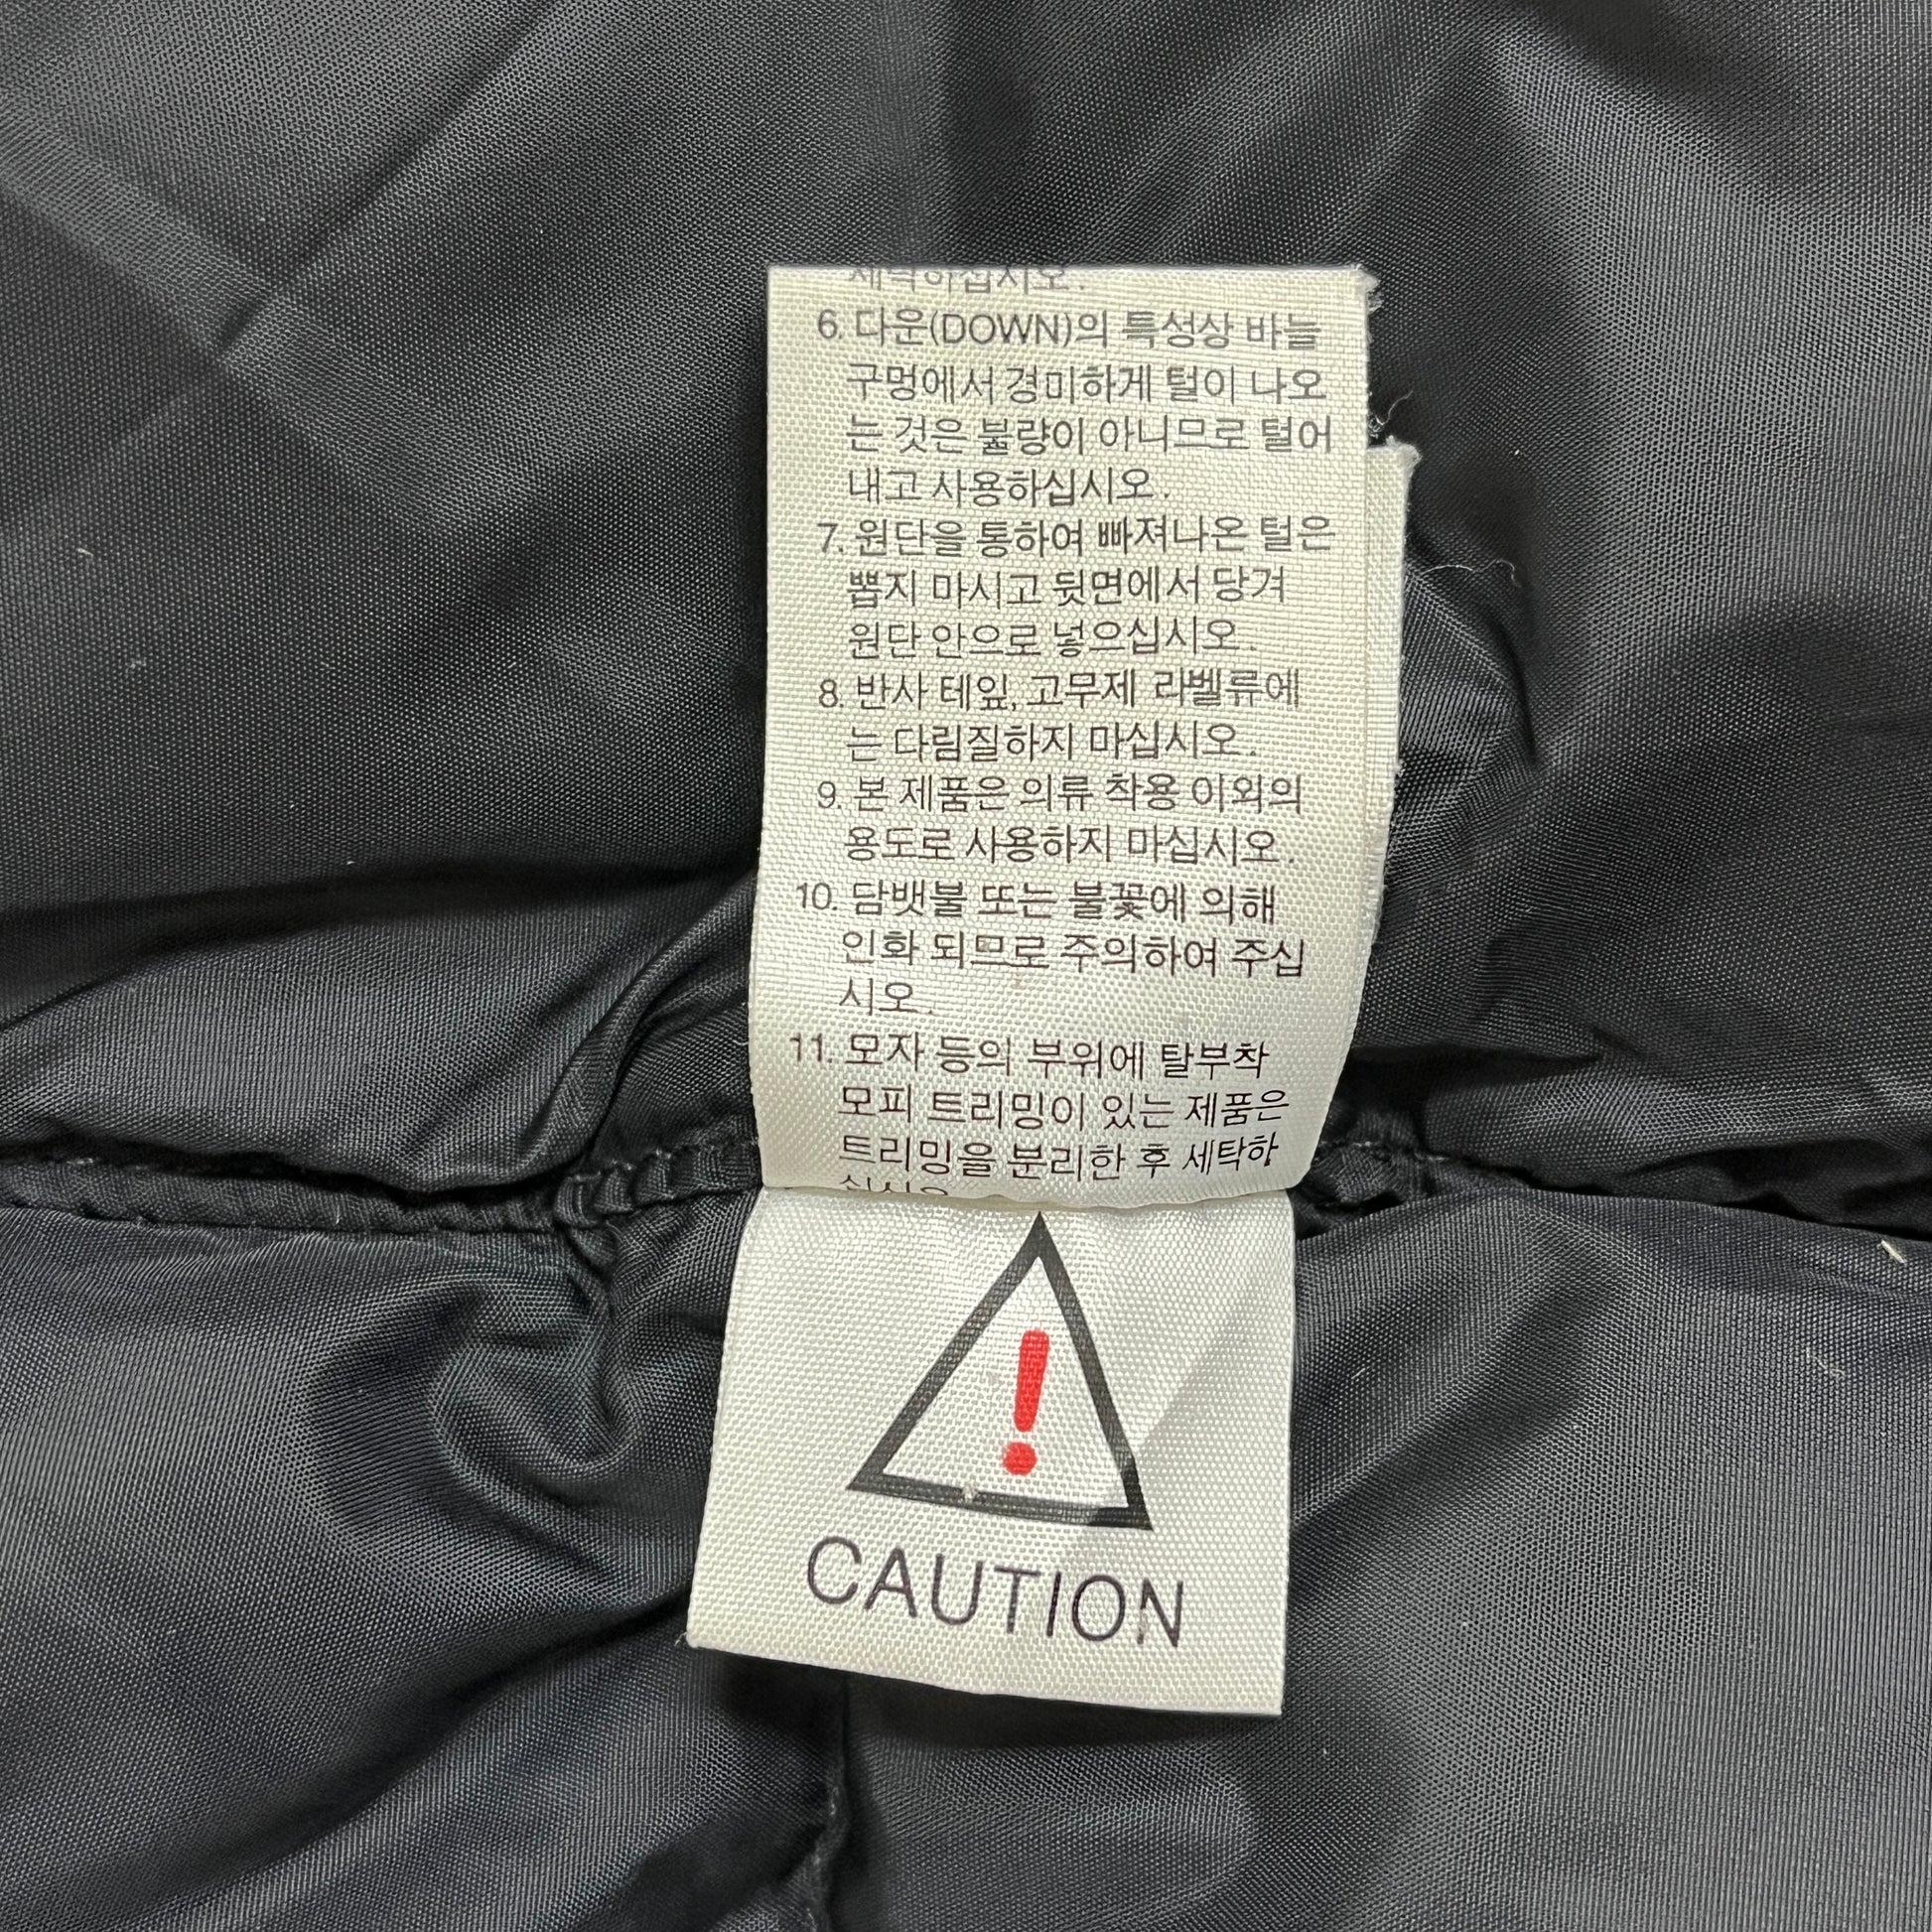 세탁하십시오.
6. 다운(DOWN)의 특성상 바늘
구멍에서 경미하게 털이 나오
는 것은 불량이 아니므로 털어
내고 사용하십시오.
7. 원단을 통하여 빠져나온 털은
뽑지 마시고 뒷면에서 당겨
원단 안으로 넣으십시오.
8. 반사 테잎, 고무제 라벨류에
는 다림질하지 마십시오.
9. 본 제품은 의류 착용 이외의
용도로 사용하지 마십시오.
10. 담뱃불 또는 불꽃에 의해
인화 되므로 주의하여 주십
시오.
11. 모자 등의 부위에 탈부착
모피 트리밍이 있는 제품은
트리밍을 분리한 후 세탁하
십시오
!
CAUTION